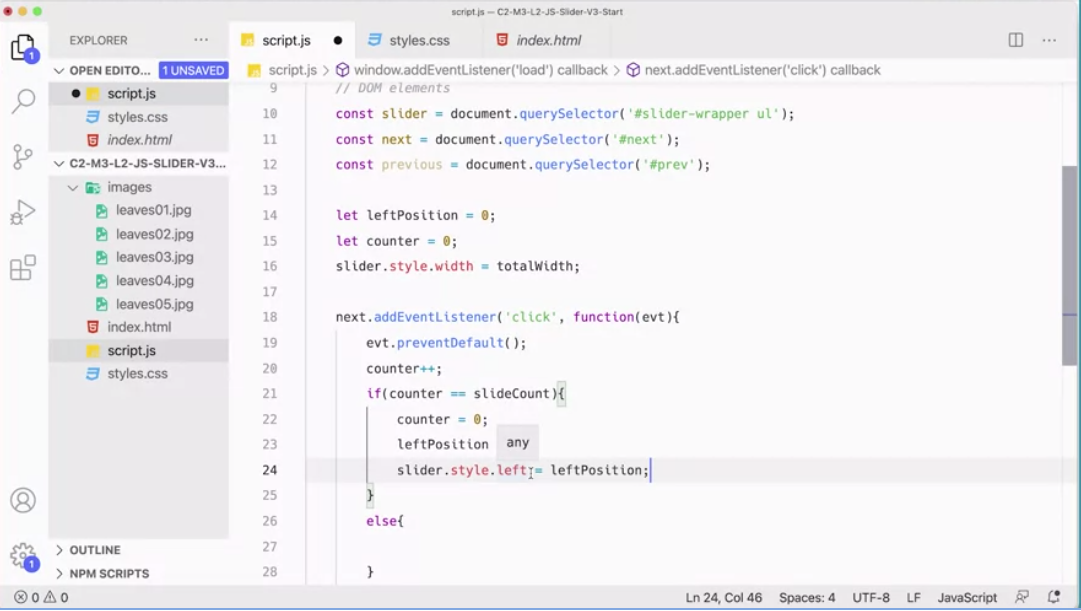 script.js — C2-M3-L2-JS-Slider-V3-Start
EXPLORER
script.js
styles.css
index.html
OPEN EDITO... 1 UNSAVED
script.js > window.addEventListener('load') callback > next.addEventListener('click') callback
script.js
styles.css
index.html
C2-M3-L2-JS-SLIDER-V3...
images
leaves01.jpg
leaves02.jpg
leaves03.jpg
leaves04.jpg
leaves05.jpg
index.html
script.js
styles.css
OUTLINE
NPM SCRIPTS
1
1
9 // DOM elements
10 const slider = document.querySelector('#slider-wrapper ul');
11 const next = document.querySelector('#next');
12 const previous = document.querySelector('#prev');
13
14 let leftPosition = 0;
15 let counter = 0;
16 slider.style.width = totalWidth;
17
18 next.addEventListener('click', function(evt){
19 evt.preventDefault();
20 counter++;
21 if(counter == slideCount){
22 counter = 0;
23 leftPosition any
24 slider.style.left = leftPosition;
25 }
26 else{
27
28 }
0 0
Ln 24, Col 46 Spaces: 4 UTF-8 LF JavaScript